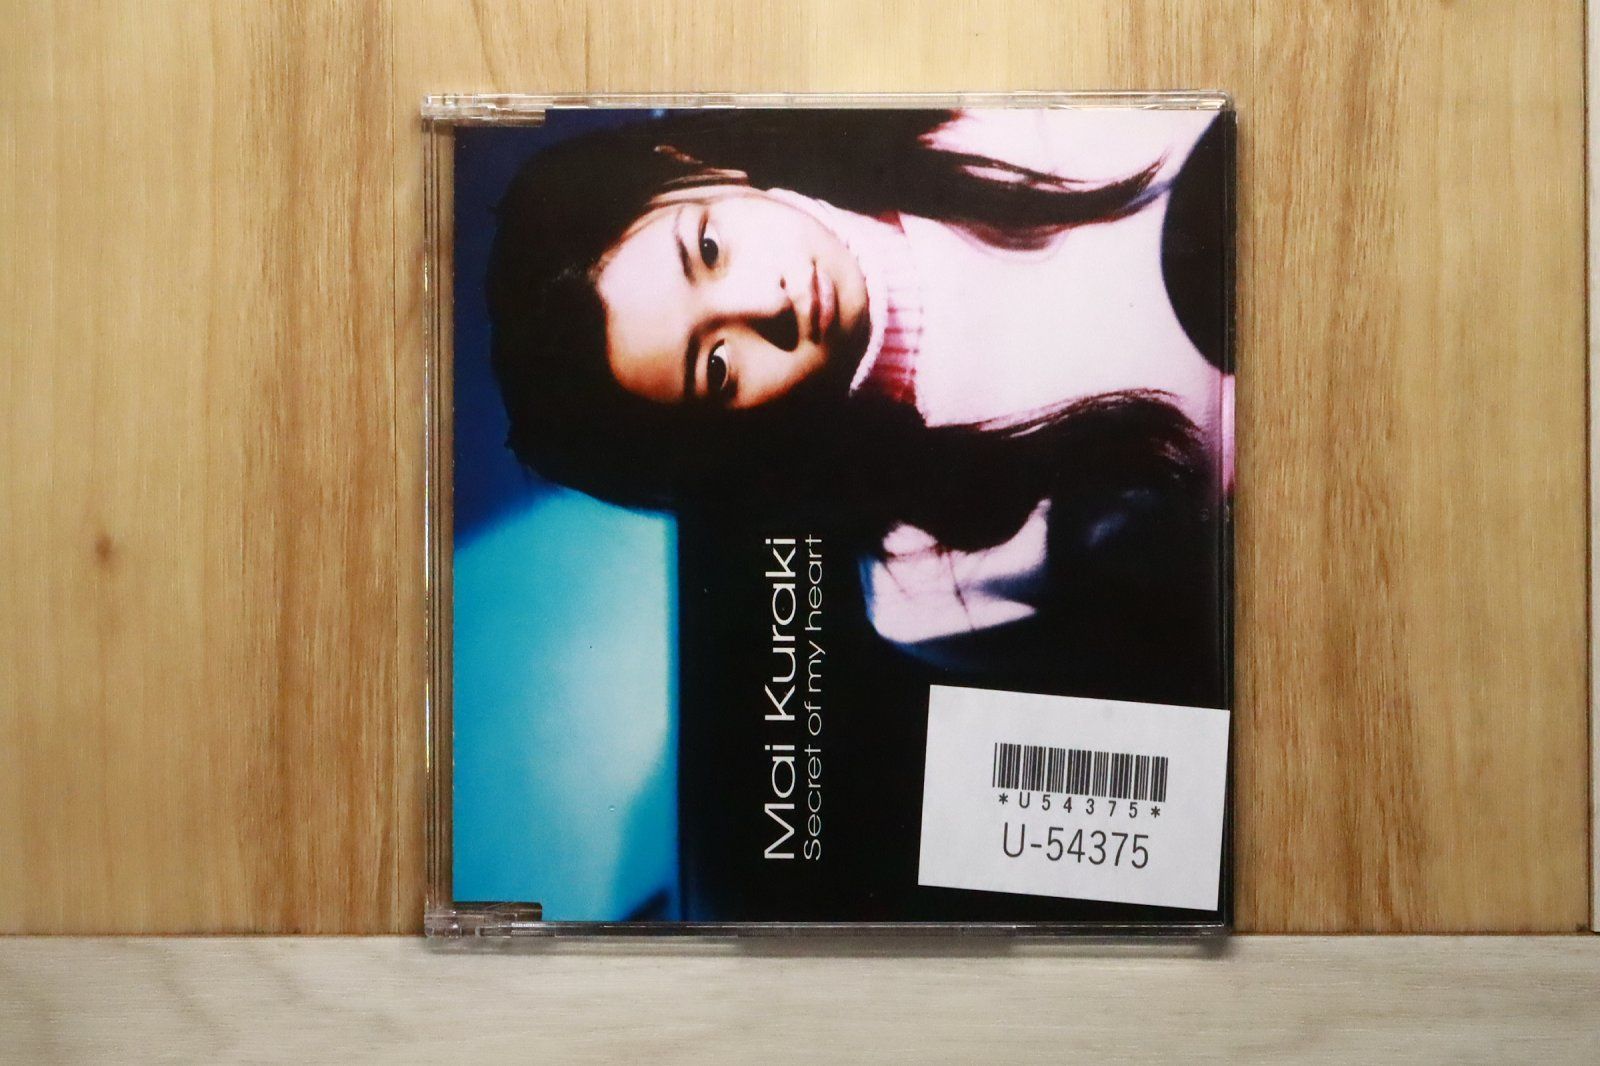 Mai Kuraki
Secret of my heart
*U54375*
U-54375